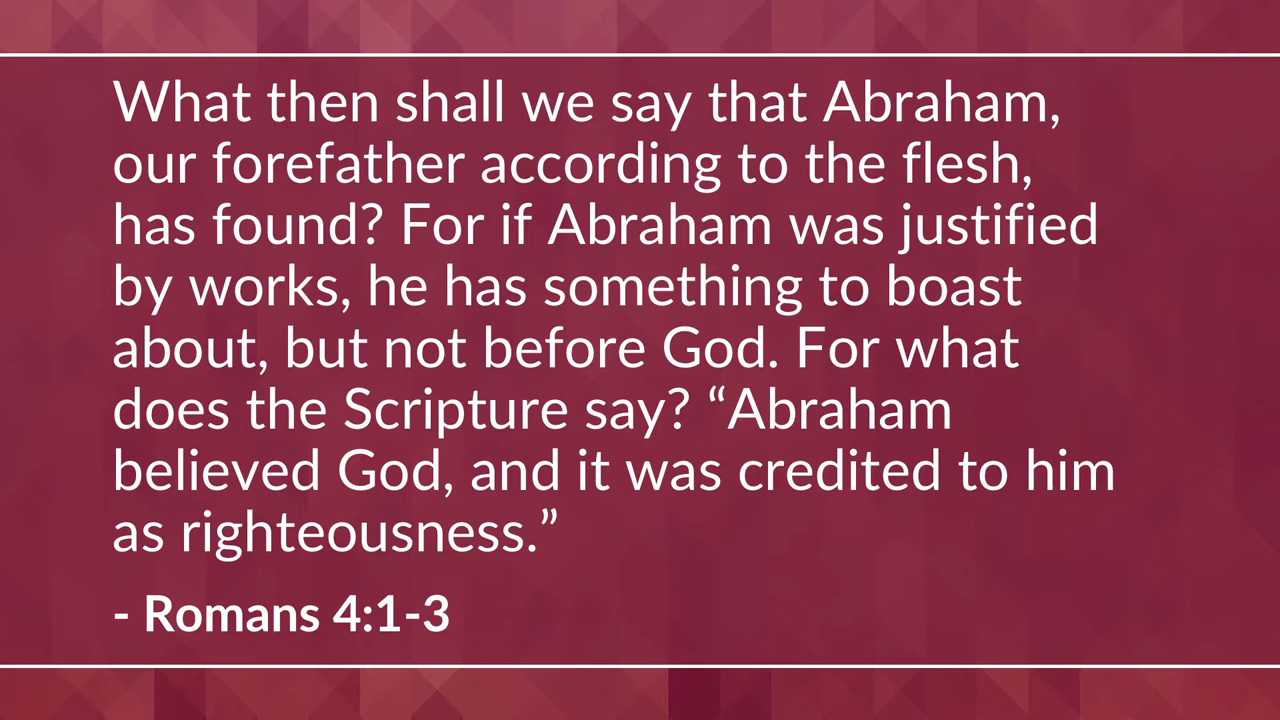 What then shall we say that Abraham,
our forefather according to the flesh,
has found? For if Abraham was justified
by works, he has something to boast
about, but not before God. For what
does the Scripture say? “Abraham
believed God, and it was credited to him
as righteousness.”
- Romans 4:1-3